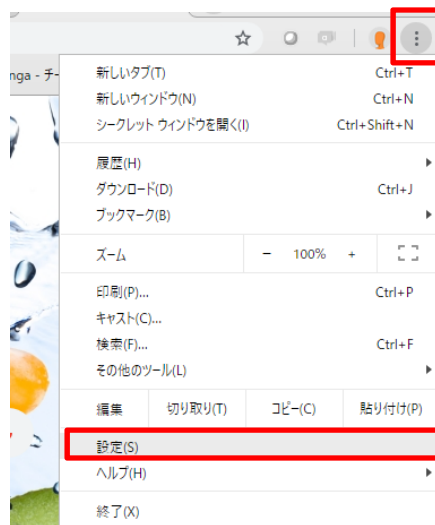 nga - チー
新しいタブ(T) Ctrl+T
新しいウィンドウ(N) Ctrl+N
シークレット ウィンドウを開く(I) Ctrl+Shift+N
履歴(H)
ダウンロード(D) Ctrl+J
ブックマーク(B)
ズーム - 100% +
印刷(P)... Ctrl+P
キャスト(C)...
検索(F)... Ctrl+F
その他のツール(L)
編集 切り取り(T) コピー(C) 貼り付け(P)
設定(S)
ヘルプ(H)
終了(X)